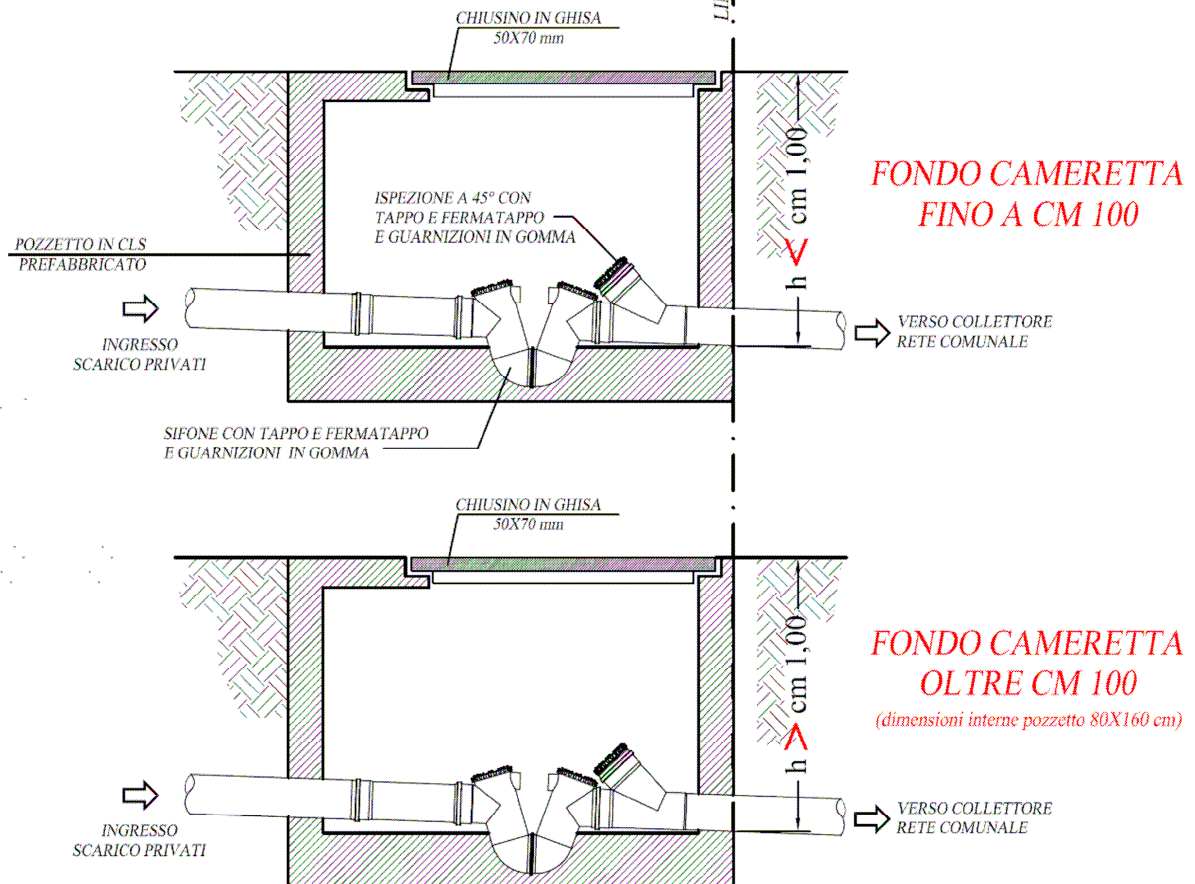 LI
CHIUSINO IN GHISA
50X70 mm
h < cm 1,00
FONDO CAMERETTA
FINO A CM 100
ISPEZIONE A 45° CON
TAPPO E FERMATAPPO
E GUARNIZIONI IN GOMMA
POZZETTO IN CLS
PREFABBRICATO
INGRESSO
SCARICO PRIVATI
VERSO COLLETTORE
RETE COMUNALE
SIFONE CON TAPPO E FERMATAPPO
E GUARNIZIONI IN GOMMA
CHIUSINO IN GHISA
50X70 mm
h > cm 1,00
FONDO CAMERETTA
OLTRE CM 100
(dimensioni interne pozzetto 80X160 cm)
INGRESSO
SCARICO PRIVATI
VERSO COLLETTORE
RETE COMUNALE